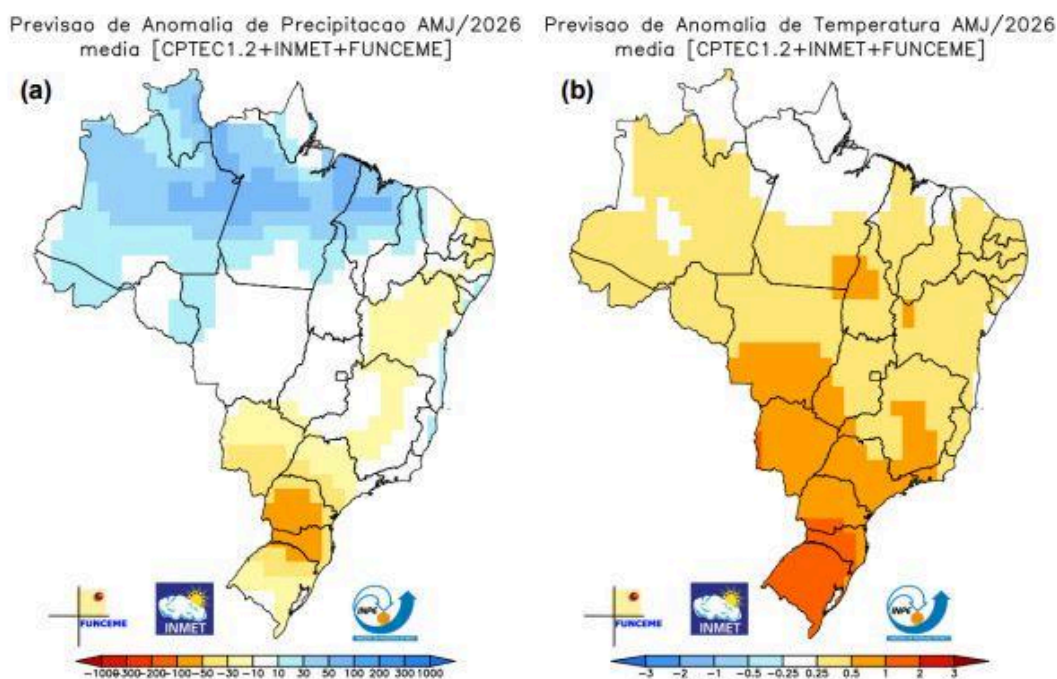 Previsao de Anomalia de Precipitacao AMJ/2026
media [CPTEC1.2+INMET+FUNCEME]
(a)
FUNCEME
INMET
INPE
-1000 -300 -200 -100 -50 -30 -10 10 30 50 100 200 300 1000
Previsao de Anomalia de Temperatura AMJ/2026
media [CPTEC1.2+INMET+FUNCEME]
(b)
FUNCEME
INMET
INPE
-3 -2 -1 -0.5 -0.25 0.25 0.5 1 2 3